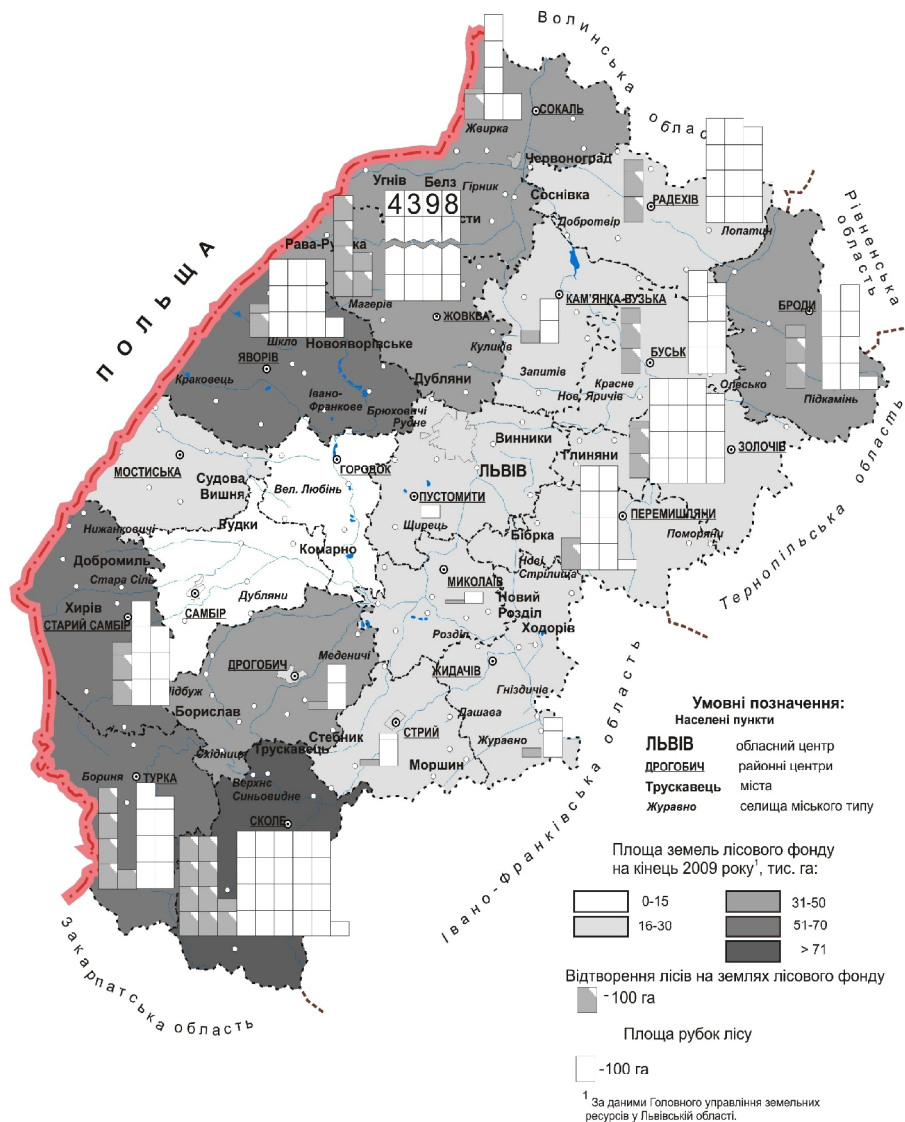 Волинська область
Рівненська область
Тернопільська область
Івано-Франківська область
Закарпатська область
ПОЛЬЩА
СОКАЛЬ
Жвирка
Червоноград
Угнів
Белз
Гірник
Соснівка
РАДЕХІВ
4398
сти
Добротвір
Лопатин
Рава-Ру ка
Магерів
КАМ'ЯНКА-БУЗЬКА
БРОДИ
ЖОВКВА
Шкло
Новояворівське
Куликів
БУСЬК
ЯВОРІВ
Краковець
Дубляни
Запитів
Красне
Олесько
Нов. Яричів
Підкамінь
Івано-
Франкове
Брюховичі
Рудне
Винники
МОСТИСЬКА
ГОРОДОК
ЛЬВІВ
Глиняни
ЗОЛОЧІВ
Судова
Вишня
Вел. Любінь
ПУСТОМИТИ
Щирець
ПЕРЕМИШЛЯНИ
Нижанковичі
Рудки
Бібрка
Поморяни
Добромиль
Комарно
Нові
Стрілища
Стара Сіль
МИКОЛАЇВ
Дубляни
Новий
Розділ
Хирів
САМБІР
СТАРИЙ САМБІР
Ходорів
Розділ
Меденичі
ДРОГОБИЧ
ЖИДАЧІВ
Підбуж
Гніздичів
Борислав
Дашава
Стебник
СТРИЙ
Журавно
Східниця
Трускавець
Моршин
Бориня
ТУРКА
Верхнє
Синьовидне
СКОЛЕ
Умовні позначення:
Населені пункти
ЛЬВІВ обласний центр
ДРОГОБИЧ районні центри
Трускавець міста
Журавно селища міського типу
Площа земель лісового фонду
на кінець 2009 року¹, тис. га:
0-15 31-50
16-30 51-70
> 71
Відтворення лісів на землях лісового фонду
-100 га
Площа рубок лісу
-100 га
¹ За даними Головного управління земельних
ресурсів у Львівській області.